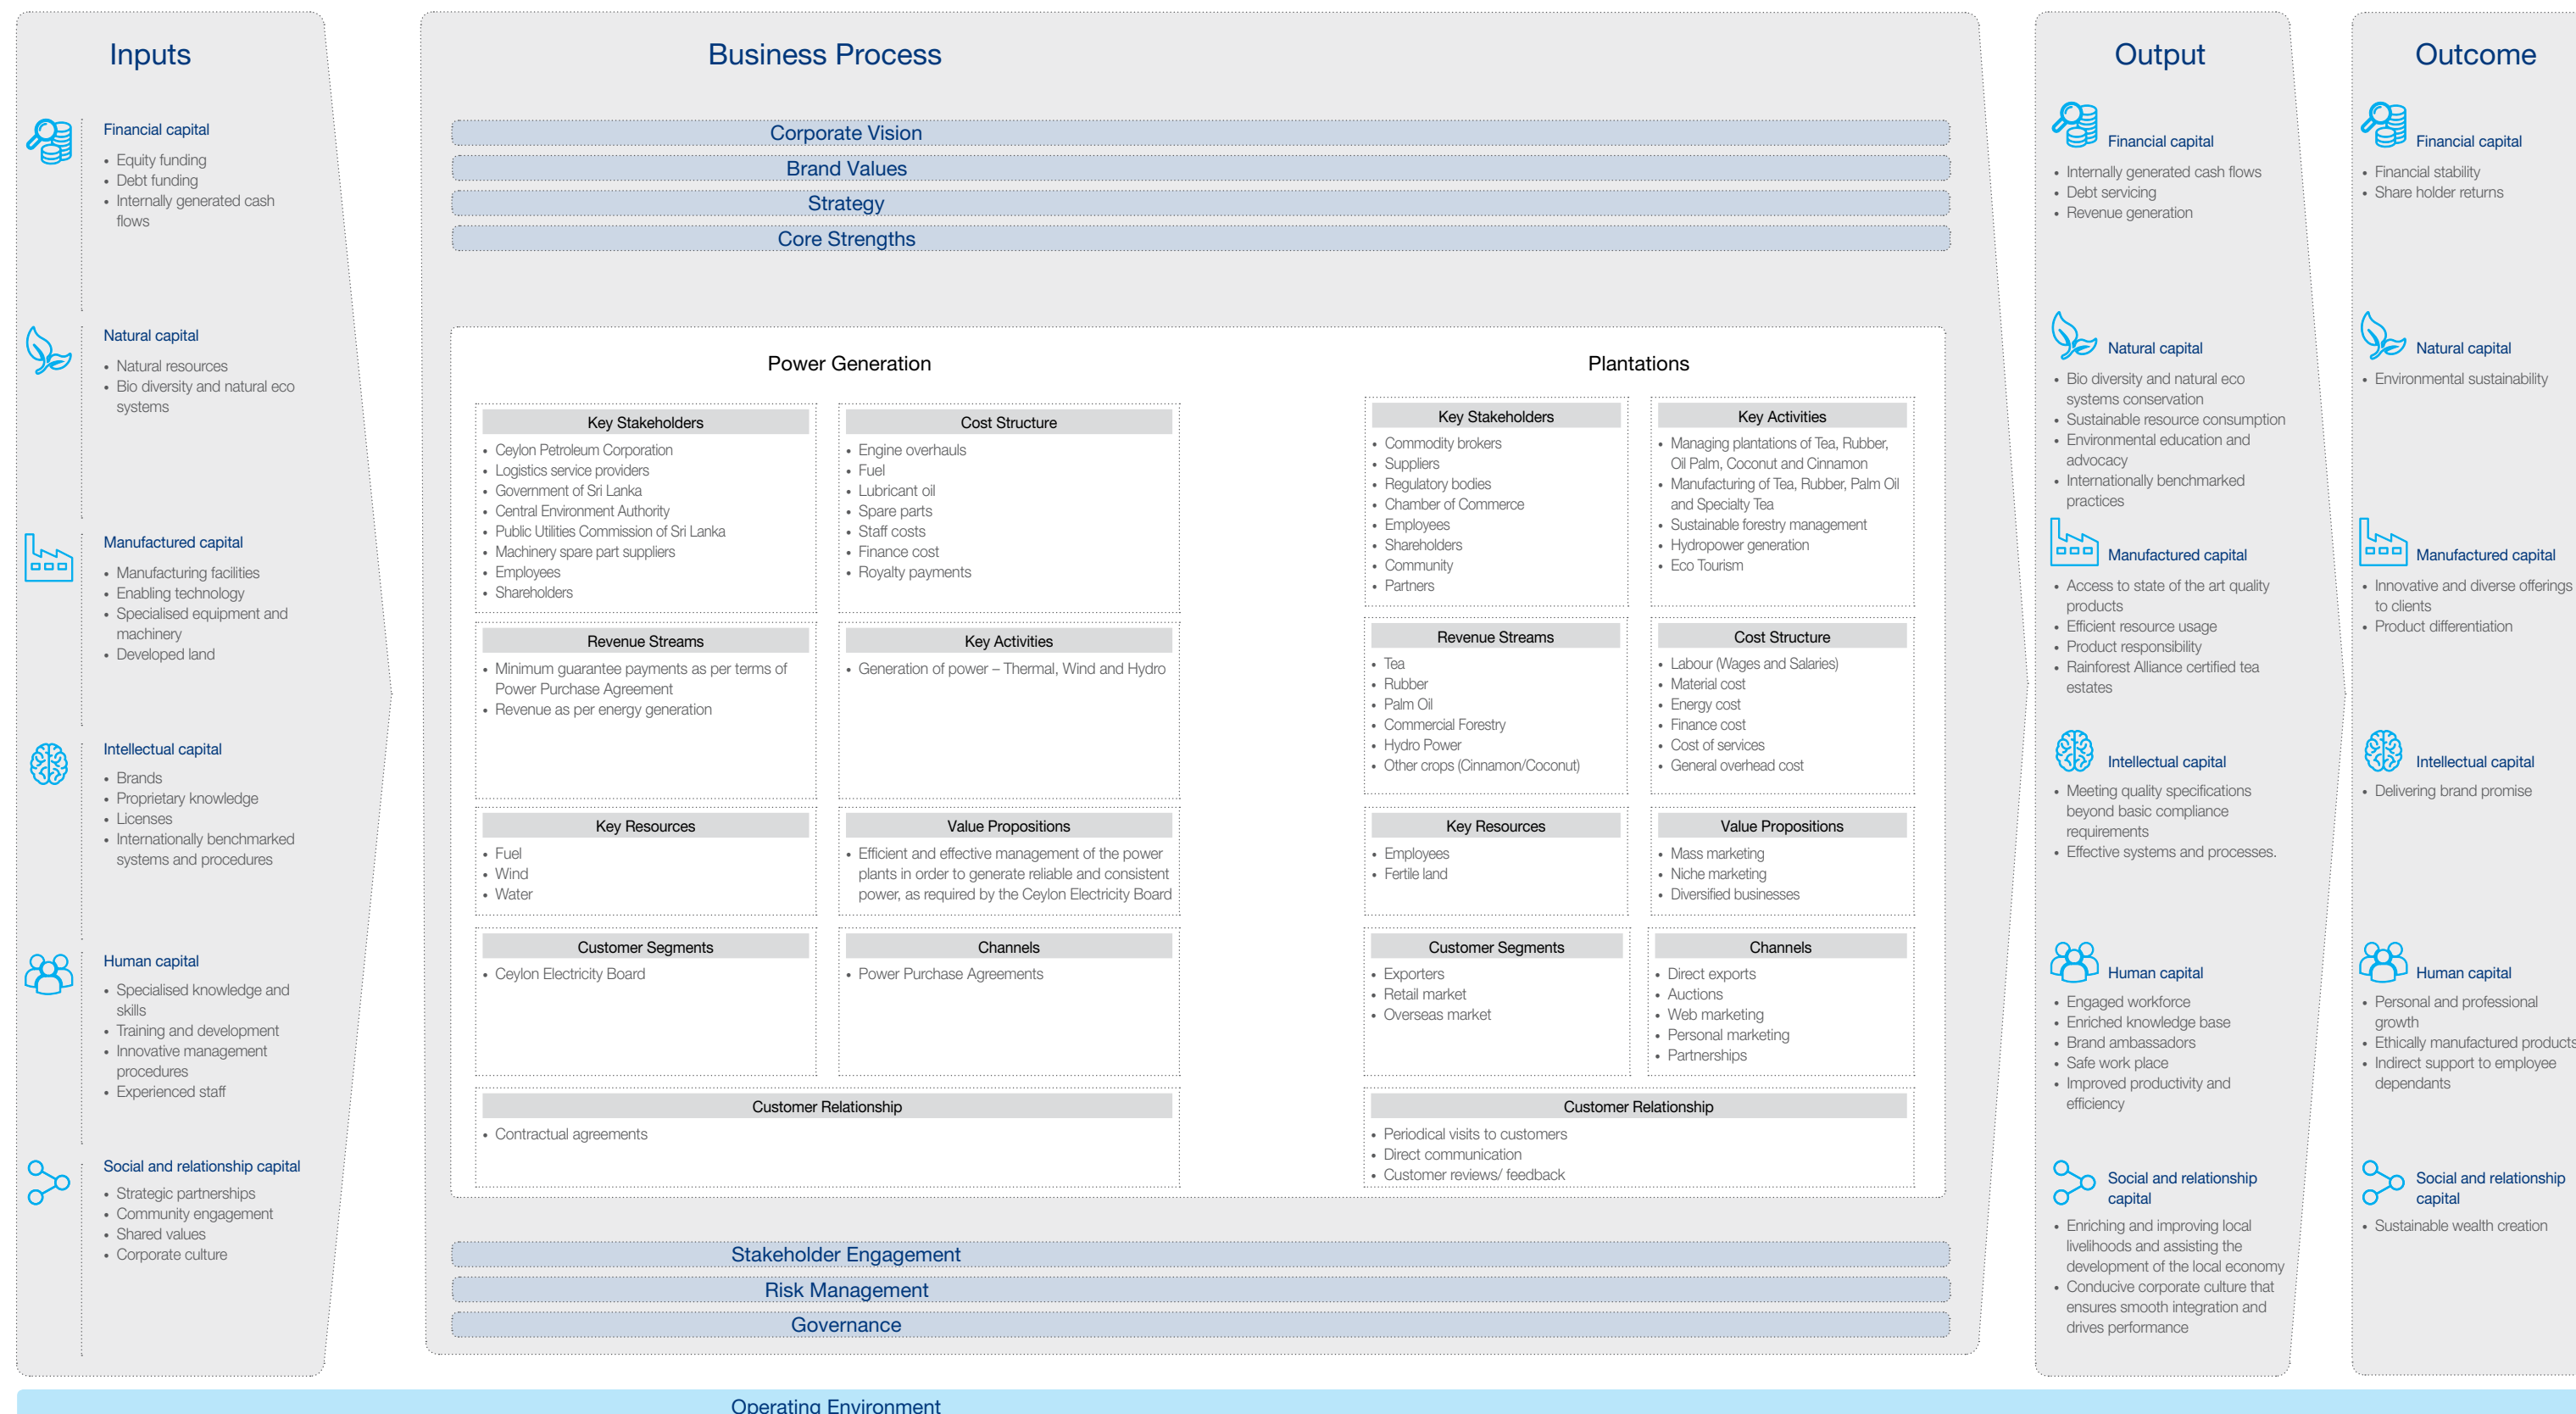 Inputs
Financial capital
• Equity funding
• Debt funding
• Internally generated cash
flows
Natural capital
• Natural resources
• Bio diversity and natural eco
systems
Manufactured capital
• Manufacturing facilities
• Enabling technology
• Specialised equipment and
machinery
• Developed land
Intellectual capital
• Brands
• Proprietary knowledge
• Licenses
• Internationally benchmarked
systems and procedures
Human capital
• Specialised knowledge and
skills
• Training and development
• Innovative management
procedures
• Experienced staff
Social and relationship capital
• Strategic partnerships
• Community engagement
• Shared values
• Corporate culture
Business Process
Corporate Vision
Brand Values
Strategy
Core Strengths
Power Generation
Key Stakeholders
• Ceylon Petroleum Corporation
• Logistics service providers
• Government of Sri Lanka
• Central Environment Authority
• Public Utilities Commission of Sri Lanka
• Machinery spare part suppliers
• Employees
• Shareholders
Cost Structure
• Engine overhauls
• Fuel
• Lubricant oil
• Spare parts
• Staff costs
• Finance cost
• Royalty payments
Revenue Streams
• Minimum guarantee payments as per terms of
Power Purchase Agreement
• Revenue as per energy generation
Key Activities
• Generation of power – Thermal, Wind and Hydro
Key Resources
• Fuel
• Wind
• Water
Value Propositions
• Efficient and effective management of the power
plants in order to generate reliable and consistent
power, as required by the Ceylon Electricity Board
Customer Segments
• Ceylon Electricity Board
Channels
• Power Purchase Agreements
Customer Relationship
• Contractual agreements
Plantations
Key Stakeholders
• Commodity brokers
• Suppliers
• Regulatory bodies
• Chamber of Commerce
• Employees
• Shareholders
• Community
• Partners
Key Activities
• Managing plantations of Tea, Rubber,
Oil Palm, Coconut and Cinnamon
• Manufacturing of Tea, Rubber, Palm Oil
and Specialty Tea
• Sustainable forestry management
• Hydropower generation
• Eco Tourism
Revenue Streams
• Tea
• Rubber
• Palm Oil
• Commercial Forestry
• Hydro Power
• Other crops (Cinnamon/Coconut)
Cost Structure
• Labour (Wages and Salaries)
• Material cost
• Energy cost
• Finance cost
• Cost of services
• General overhead cost
Key Resources
• Employees
• Fertile land
Value Propositions
• Mass marketing
• Niche marketing
• Diversified businesses
Customer Segments
• Exporters
• Retail market
• Overseas market
Channels
• Direct exports
• Auctions
• Web marketing
• Personal marketing
• Partnerships
Customer Relationship
• Periodical visits to customers
• Direct communication
• Customer reviews/ feedback
Stakeholder Engagement
Risk Management
Governance
Output
Financial capital
• Internally generated cash flows
• Debt servicing
• Revenue generation
Natural capital
• Bio diversity and natural eco
systems conservation
• Sustainable resource consumption
• Environmental education and
advocacy
• Internationally benchmarked
practices
Manufactured capital
• Access to state of the art quality
products
• Efficient resource usage
• Product responsibility
• Rainforest Alliance certified tea
estates
Intellectual capital
• Meeting quality specifications
beyond basic compliance
requirements
• Effective systems and processes.
Human capital
• Engaged workforce
• Enriched knowledge base
• Brand ambassadors
• Safe work place
• Improved productivity and
efficiency
Social and relationship
capital
• Enriching and improving local
livelihoods and assisting the
development of the local economy
• Conducive corporate culture that
ensures smooth integration and
drives performance
Outcome
Financial capital
• Financial stability
• Share holder returns
Natural capital
• Environmental sustainability
Manufactured capital
• Innovative and diverse offerings
to clients
• Product differentiation
Intellectual capital
• Delivering brand promise
Human capital
• Personal and professional
growth
• Ethically manufactured products
• Indirect support to employee
dependants
Social and relationship
capital
• Sustainable wealth creation
Operating Environment